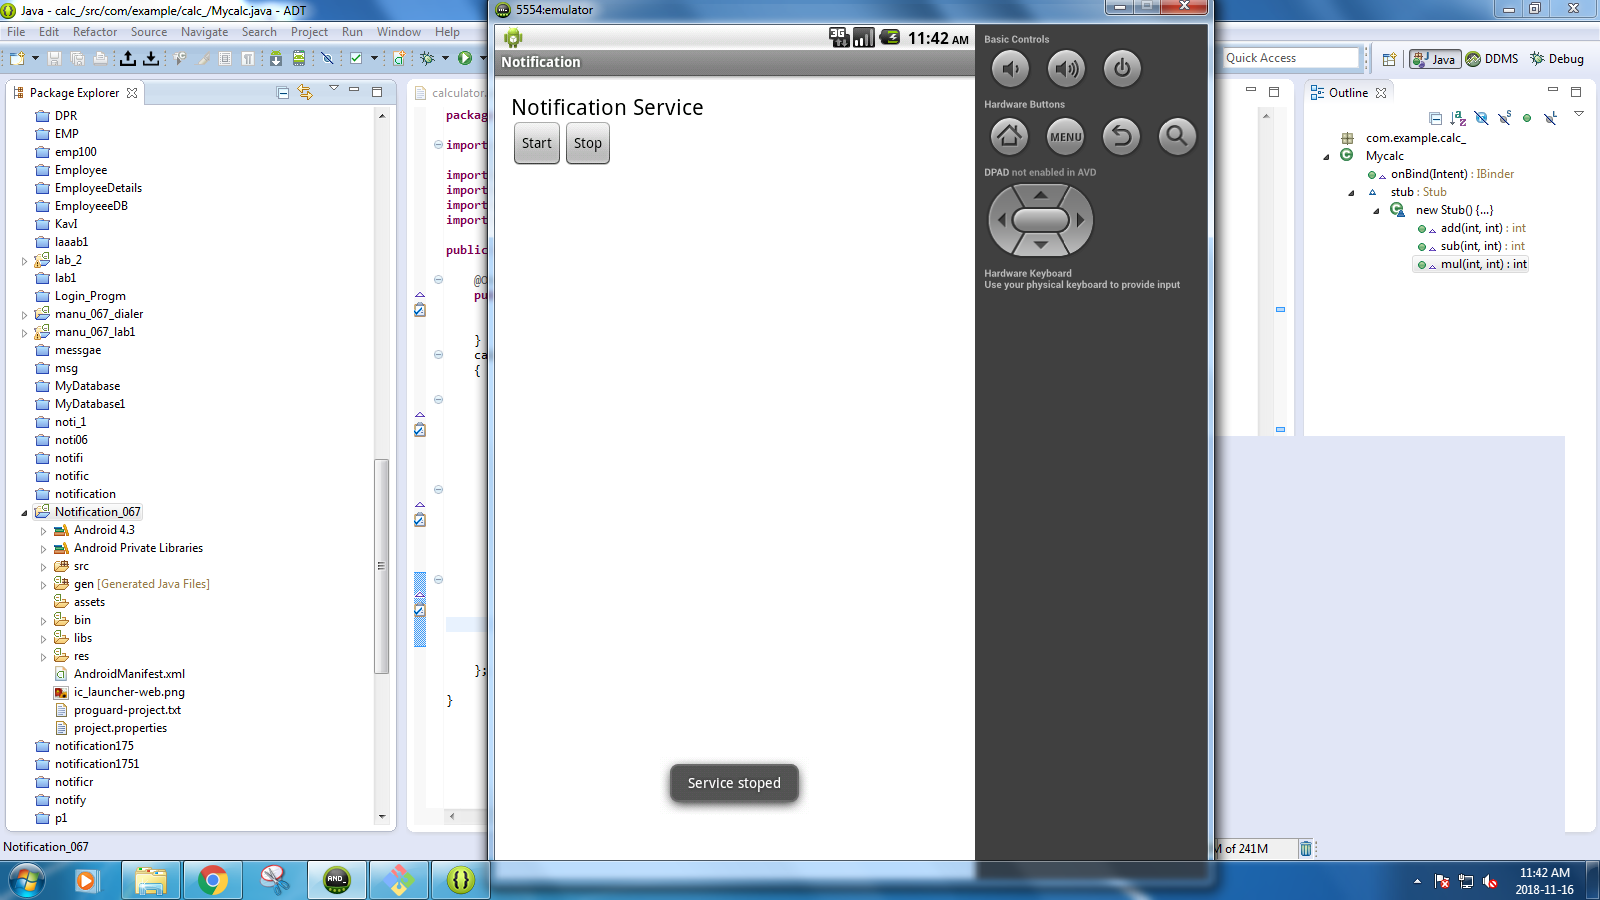 Java - calc_/src/com/example/calc_/Mycalc.java - ADT
File Edit Refactor Source Navigate Search Project Run Window Help
Quick Access
Java
DDMS
Debug
Package Explorer
DPR
EMP
emp100
Employee
EmployeeDetails
EmployeeeDB
KavI
laaab1
lab_2
lab1
Login_Progm
manu_067_dialer
manu_067_lab1
messgae
msg
MyDatabase
MyDatabase1
noti_1
noti06
notifi
notific
notification
Notification_067
Android 4.3
Android Private Libraries
src
gen [Generated Java Files]
assets
bin
libs
res
AndroidManifest.xml
ic_launcher-web.png
proguard-project.txt
project.properties
notification175
notification1751
notificr
notify
p1
Notification_067
calculator.
packag
import
import
import
import
import
public
@O
pu
}
ca
{
};
}
5554:emulator
3G
11:42 AM
Notification
Notification Service
Start
Stop
Service stoped
Basic Controls
Hardware Buttons
MENU
DPAD not enabled in AVD
Hardware Keyboard
Use your physical keyboard to provide input
Outline
com.example.calc_
Mycalc
onBind(Intent) : IBinder
stub : Stub
new Stub() {...}
add(int, int) : int
sub(int, int) : int
mul(int, int) : int
M of 241M
11:42 AM
2018-11-16